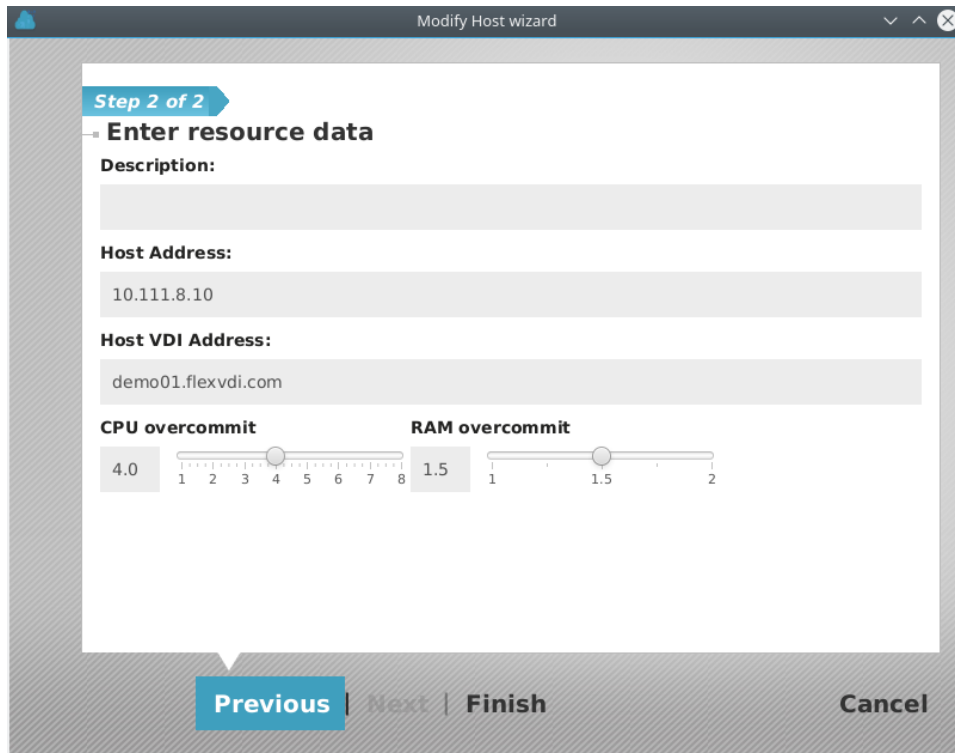 Modify Host wizard
Step 2 of 2
Enter resource data
Description:
Host Address:
10.111.8.10
Host VDI Address:
demo01.flexvdi.com
CPU overcommit RAM overcommit
4.0 1 2 3 4 5 6 7 8 1.5 1 1.5 2
Previous | Next | Finish Cancel